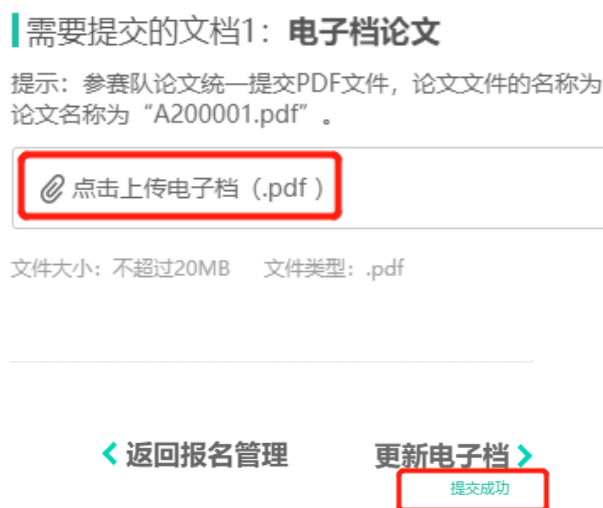 需要提交的文档1：电子档论文
提示：参赛队论文统一提交PDF文件，论文文件的名称为
论文名称为“A200001.pdf”。
点击上传电子档（.pdf ）
文件大小：不超过20MB 文件类型：.pdf
返回报名管理 更新电子档
提交成功